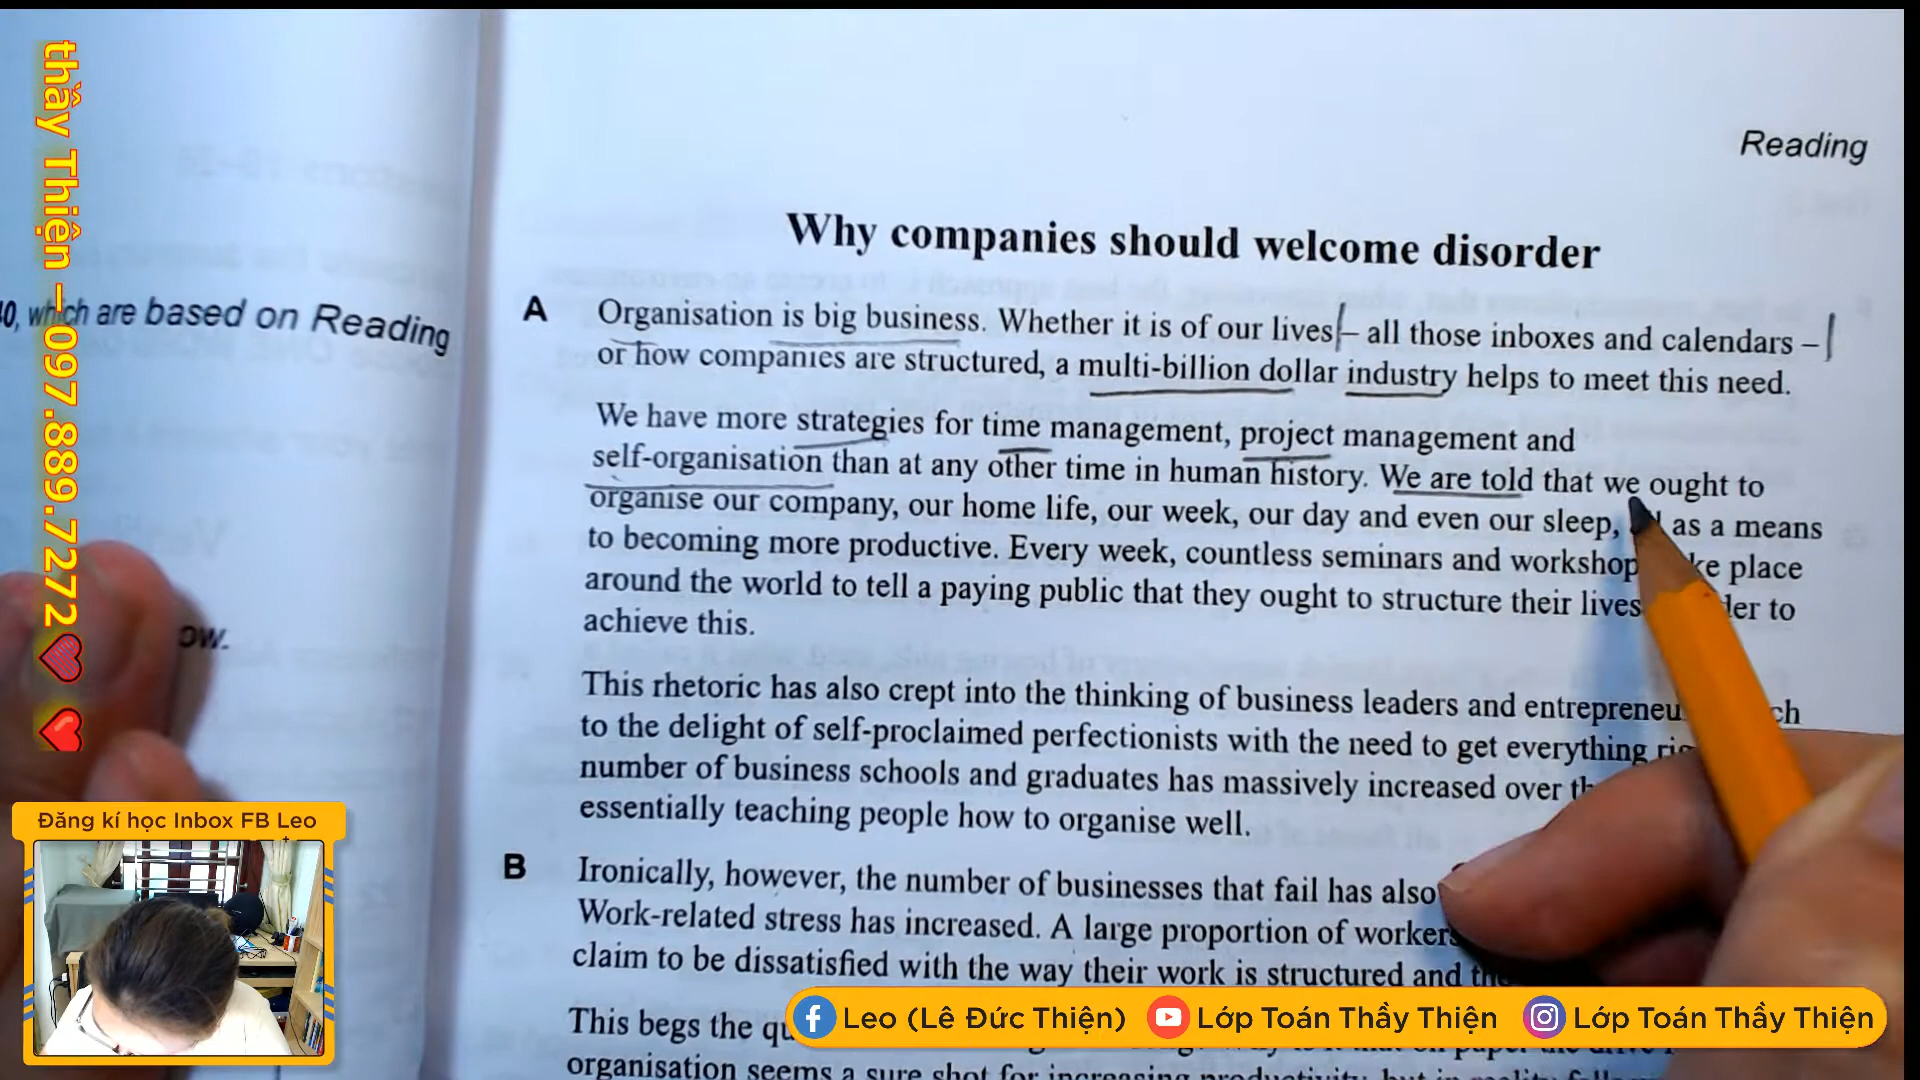 thầy Thiện – 097.889.7272
Reading
Why companies should welcome disorder
which are based on Reading
ow.
A Organisation is big business. Whether it is of our lives – all those inboxes and calendars –
or how companies are structured, a multi-billion dollar industry helps to meet this need.
We have more strategies for time management, project management and
self-organisation than at any other time in human history. We are told that we ought to
organise our company, our home life, our week, our day and even our sleep, as a means
to becoming more productive. Every week, countless seminars and workshop place
around the world to tell a paying public that they ought to structure their lives to
achieve this.
This rhetoric has also crept into the thinking of business leaders and
to the delight of self-proclaimed perfectionists with the need to get everything
number of business schools and graduates has massively increased over
essentially teaching people how to organise well.
B Ironically, however, the number of businesses that fail has also
Work-related stress has increased. A large proportion of workers
claim to be dissatisfied with the way their work is structured and
This begs the
organisation seems a sure shot for increasing productivity, but in reality
Đăng kí học Inbox FB Leo
Leo (Lê Đức Thiện) Lớp Toán Thầy Thiện Lớp Toán Thầy Thiện